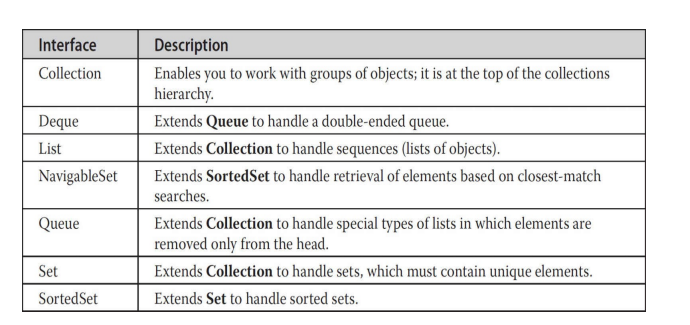 Interface Description
Collection Enables you to work with groups of objects; it is at the top of the collections
hierarchy.
Deque Extends Queue to handle a double-ended queue.
List Extends Collection to handle sequences (lists of objects).
NavigableSet Extends SortedSet to handle retrieval of elements based on closest-match
searches.
Queue Extends Collection to handle special types of lists in which elements are
removed only from the head.
Set Extends Collection to handle sets, which must contain unique elements.
SortedSet Extends Set to handle sorted sets.